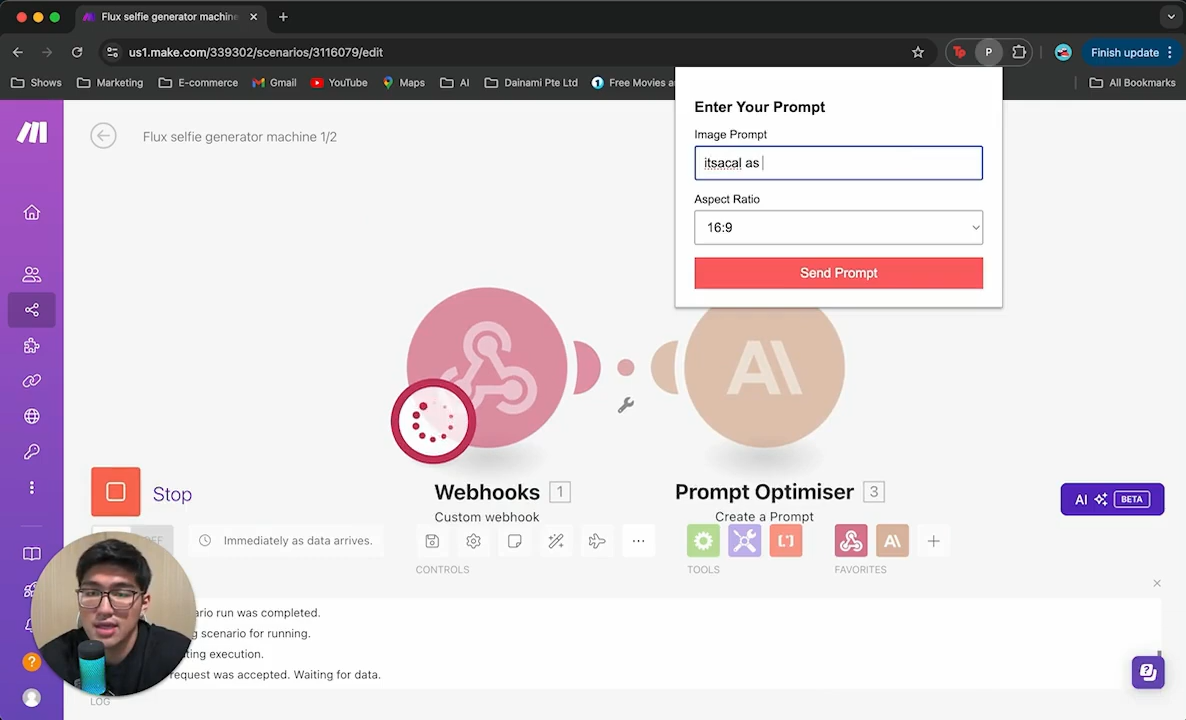 Flux selfie generator machine
us1.make.com/339302/scenarios/3116079/edit
Finish update
Shows
Marketing
E-commerce
Gmail
YouTube
Maps
AI
Dainami Pte Ltd
Free Movies
All Bookmarks
Flux selfie generator machine 1/2
Enter Your Prompt
Image Prompt
itsacal as
Aspect Ratio
16:9
Send Prompt
Webhooks 1
Custom webhook
Prompt Optimiser 3
Create a Prompt
Stop
Immediately as data arrives.
CONTROLS
TOOLS
FAVORITES
AI BETA
run was completed.
scenario for running.
execution.
request was accepted. Waiting for data.
LOG